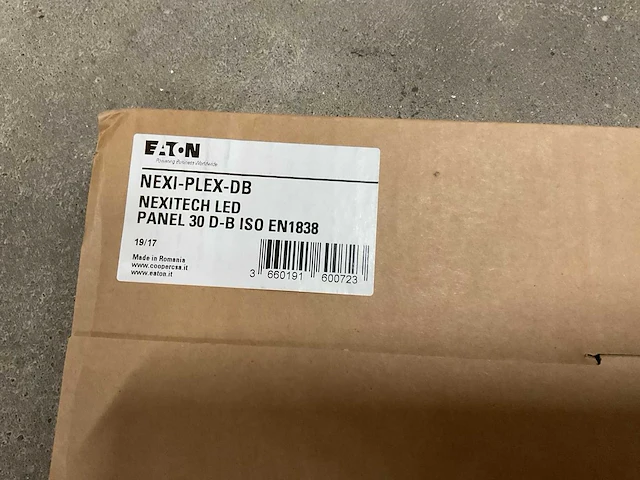 EATON
Powering Business Worldwide
NEXI-PLEX-DB
NEXITECH LED
PANEL 30 D-B ISO EN1838
19/17
Made in Romania
www.coopercsa.it
www.eaton.it
3 660191 600723